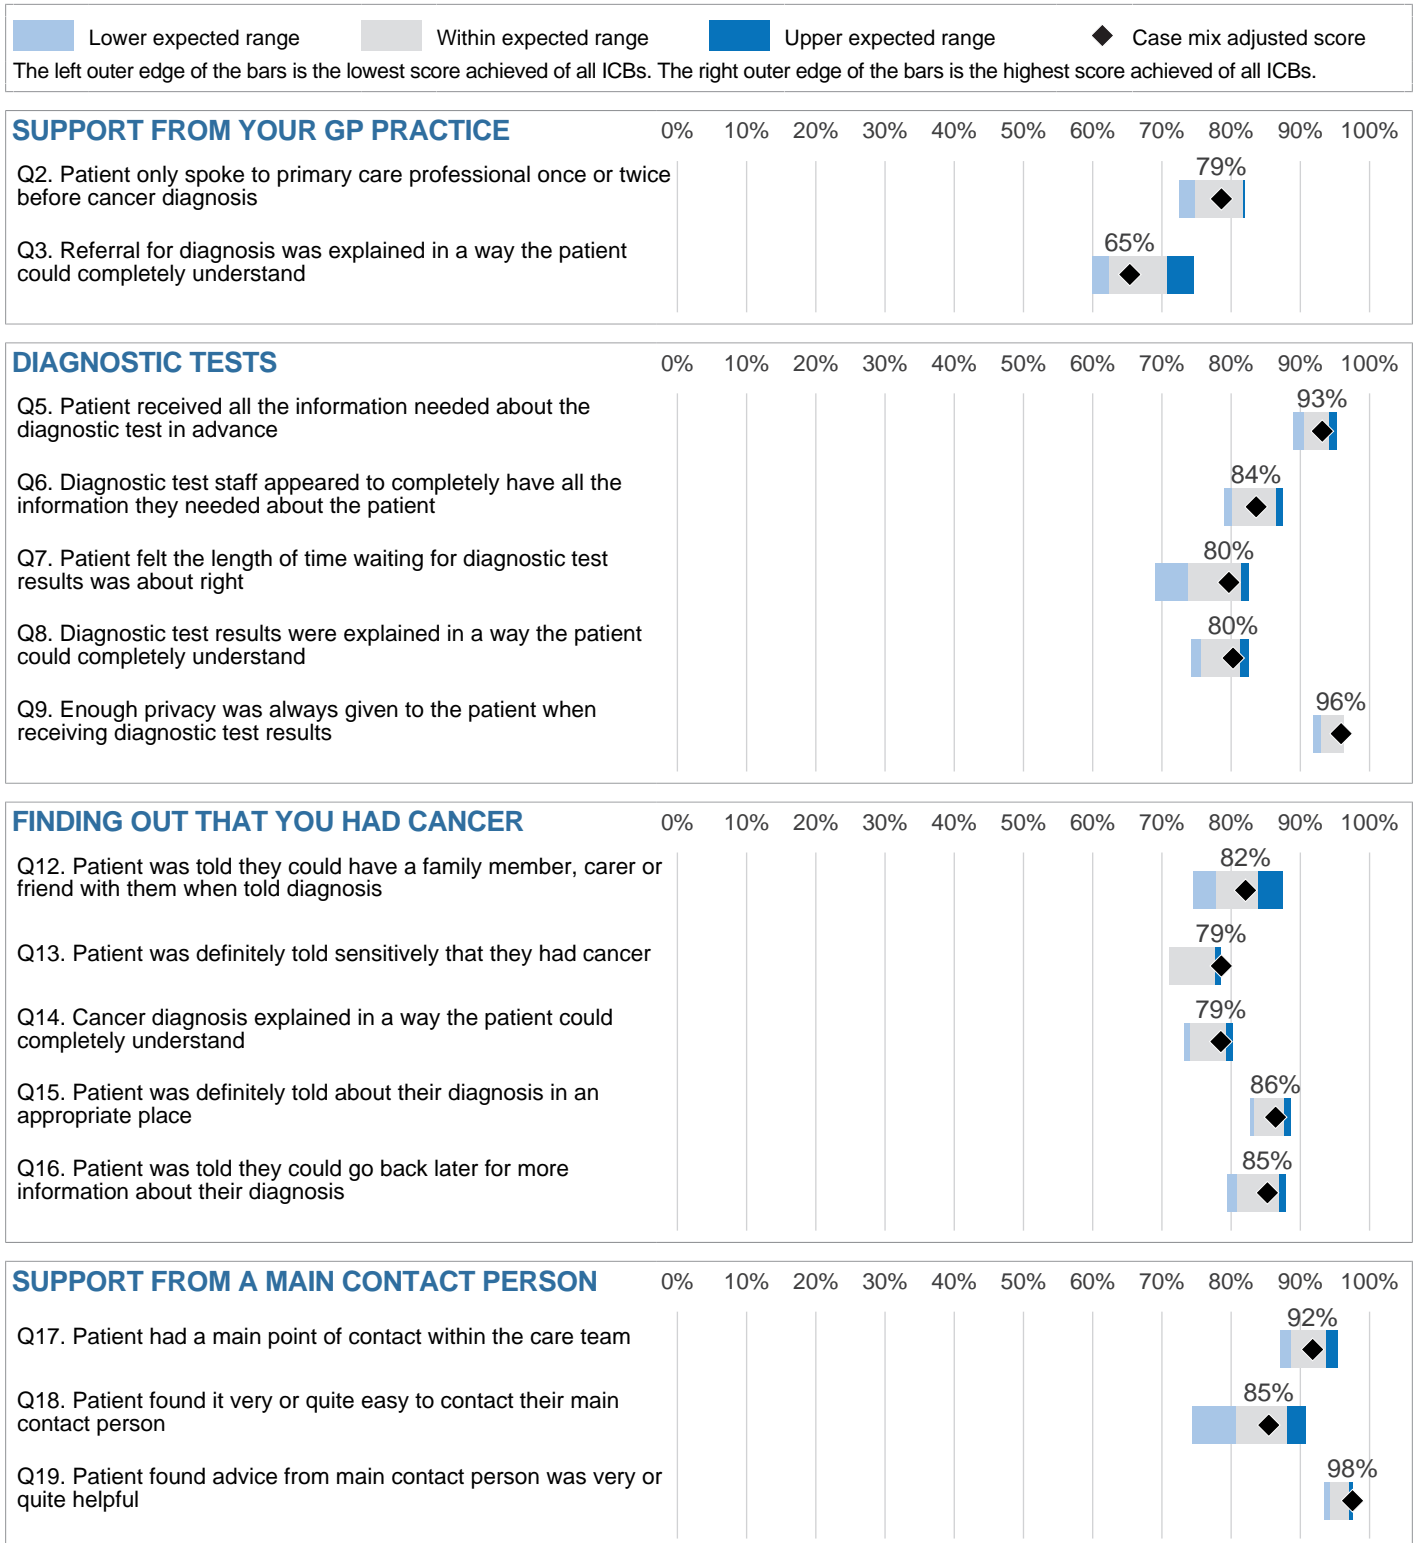 Lower expected range Within expected range Upper expected range Case mix adjusted score
The left outer edge of the bars is the lowest score achieved of all ICBs. The right outer edge of the bars is the highest score achieved of all ICBs.
SUPPORT FROM YOUR GP PRACTICE 0% 10% 20% 30% 40% 50% 60% 70% 80% 90% 100%
79%
Q2. Patient only spoke to primary care professional once or twice
before cancer diagnosis
65%
Q3. Referral for diagnosis was explained in a way the patient
could completely understand
DIAGNOSTIC TESTS 0% 10% 20% 30% 40% 50% 60% 70% 80% 90% 100%
93%
Q5. Patient received all the information needed about the
diagnostic test in advance
84%
Q6. Diagnostic test staff appeared to completely have all the
information they needed about the patient
80%
Q7. Patient felt the length of time waiting for diagnostic test
results was about right
80%
Q8. Diagnostic test results were explained in a way the patient
could completely understand
96%
Q9. Enough privacy was always given to the patient when
receiving diagnostic test results
FINDING OUT THAT YOU HAD CANCER 0% 10% 20% 30% 40% 50% 60% 70% 80% 90% 100%
82%
Q12. Patient was told they could have a family member, carer or
friend with them when told diagnosis
79%
Q13. Patient was definitely told sensitively that they had cancer
79%
Q14. Cancer diagnosis explained in a way the patient could
completely understand
86%
Q15. Patient was definitely told about their diagnosis in an
appropriate place
85%
Q16. Patient was told they could go back later for more
information about their diagnosis
SUPPORT FROM A MAIN CONTACT PERSON 0% 10% 20% 30% 40% 50% 60% 70% 80% 90% 100%
92%
Q17. Patient had a main point of contact within the care team
85%
Q18. Patient found it very or quite easy to contact their main
contact person
98%
Q19. Patient found advice from main contact person was very or
quite helpful